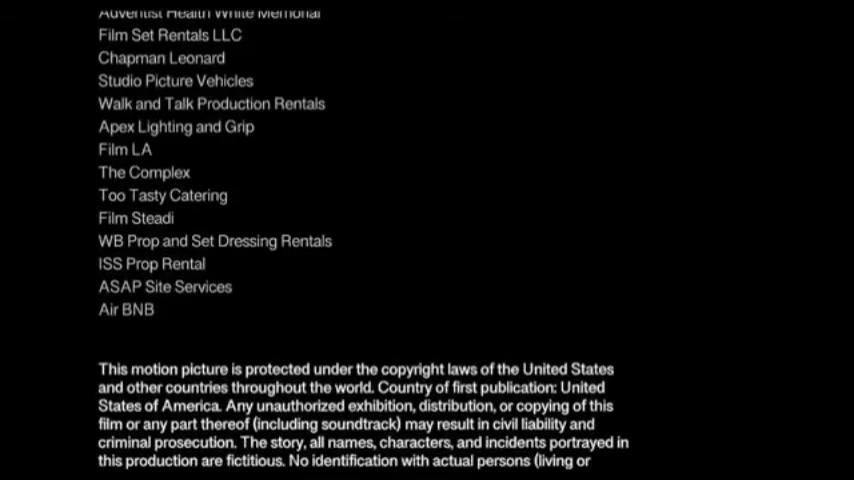 Adventist Health White Memorial
Film Set Rentals LLC
Chapman Leonard
Studio Picture Vehicles
Walk and Talk Production Rentals
Apex Lighting and Grip
Film LA
The Complex
Too Tasty Catering
Film Steadi
WB Prop and Set Dressing Rentals
ISS Prop Rental
ASAP Site Services
Air BNB
This motion picture is protected under the copyright laws of the United States
and other countries throughout the world. Country of first publication: United
States of America. Any unauthorized exhibition, distribution, or copying of this
film or any part thereof (including soundtrack) may result in civil liability and
criminal prosecution. The story, all names, characters, and incidents portrayed in
this production are fictitious. No identification with actual persons (living or